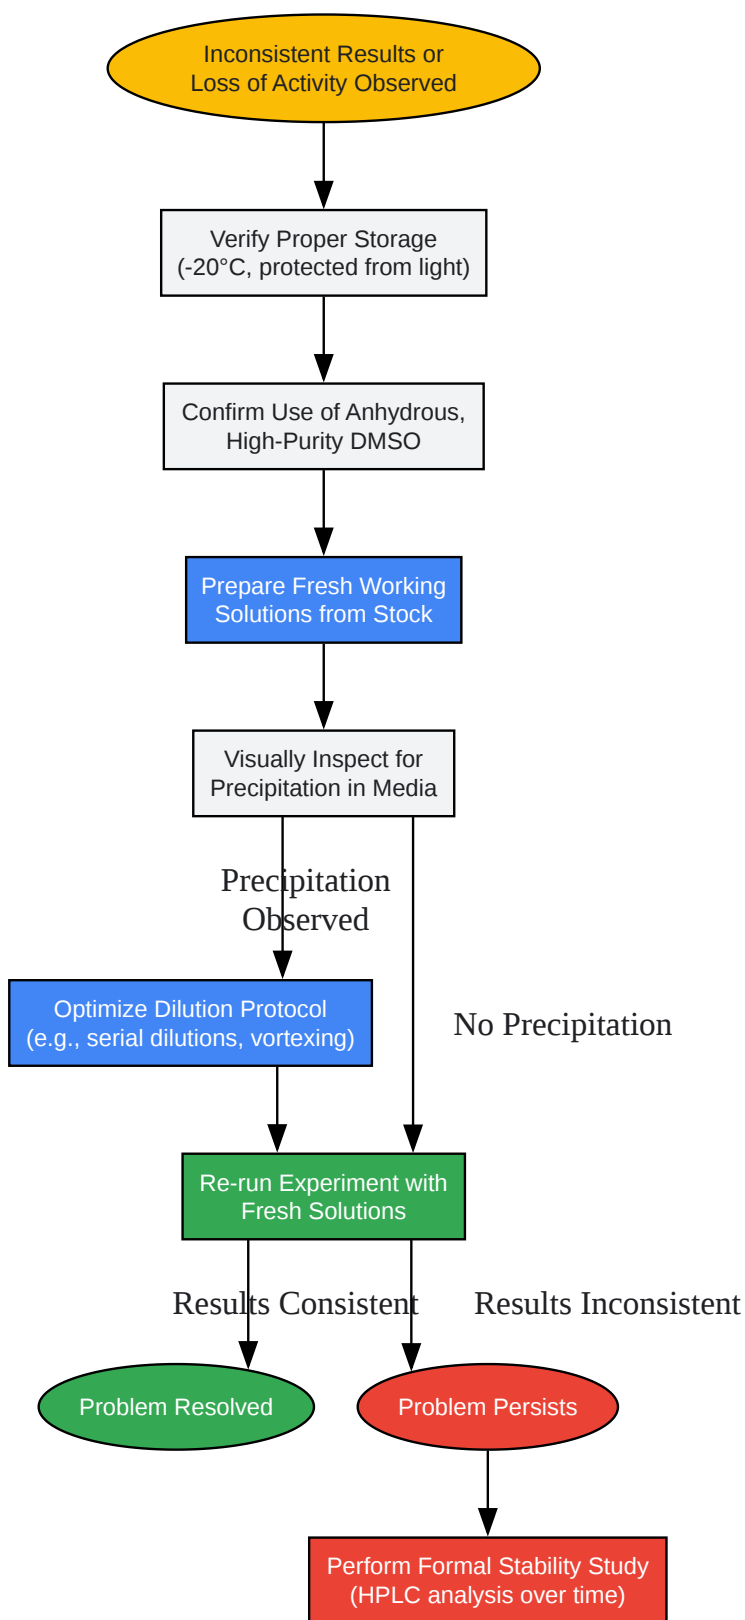 Inconsistent Results or
Loss of Activity Observed
Verify Proper Storage
(-20°C, protected from light)
Confirm Use of Anhydrous,
High-Purity DMSO
Prepare Fresh Working
Solutions from Stock
Visually Inspect for
Precipitation in Media
Precipitation
Observed
Optimize Dilution Protocol
(e.g., serial dilutions, vortexing)
No Precipitation
Re-run Experiment with
Fresh Solutions
Results Consistent
Results Inconsistent
Problem Resolved
Problem Persists
Perform Formal Stability Study
(HPLC analysis over time)